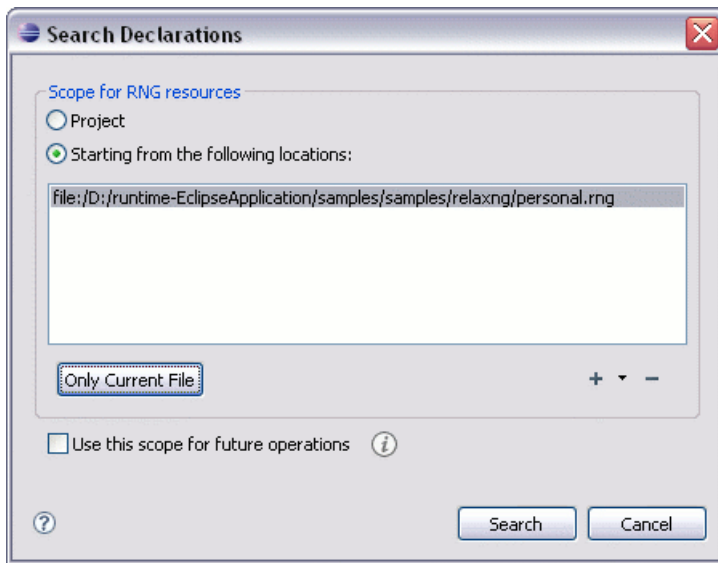 Search Declarations
Scope for RNG resources
Project
Starting from the following locations:
file:/D:/runtime-EclipseApplication/samples/samples/relaxng/personal.rng
Only Current File
Use this scope for future operations
Search
Cancel